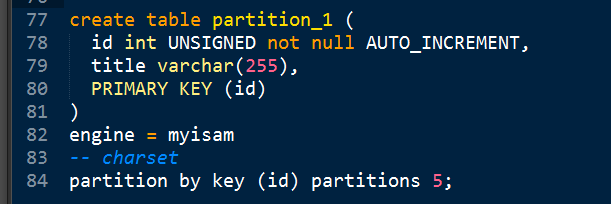 77 create table partition_1 (
78 id int UNSIGNED not null AUTO_INCREMENT,
79 title varchar(255),
80 PRIMARY KEY (id)
81 )
82 engine = myisam
83 -- charset
84 partition by key (id) partitions 5;